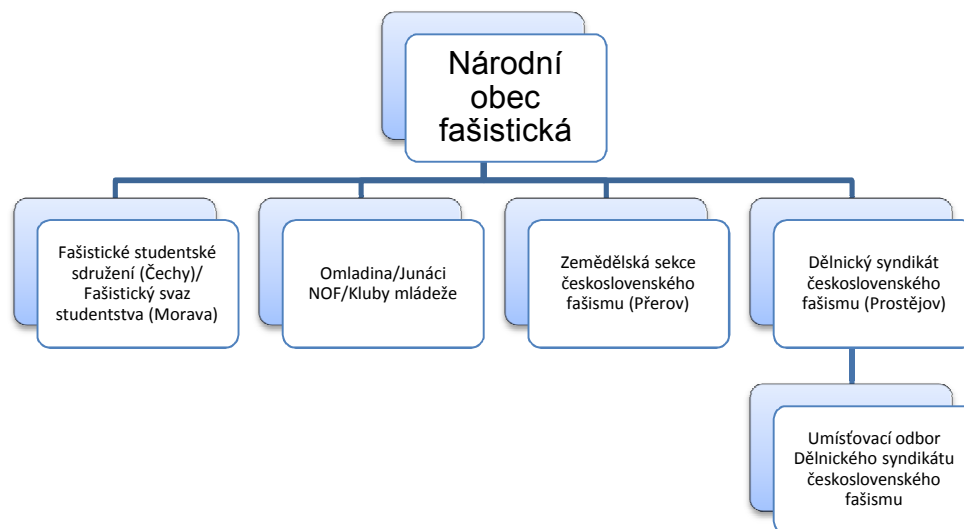 Národní
obec
fašistická
Fašistické studentské
sdružení (Čechy)/
Fašistický svaz
studentstva (Morava)
Omladina/Junáci
NOF/Kluby mládeže
Zemědělská sekce
československého
fašismu (Přerov)
Dělnický syndikát
československého
fašismu (Prostějov)
Umísťovací odbor
Dělnického syndikátu
československého
fašismu